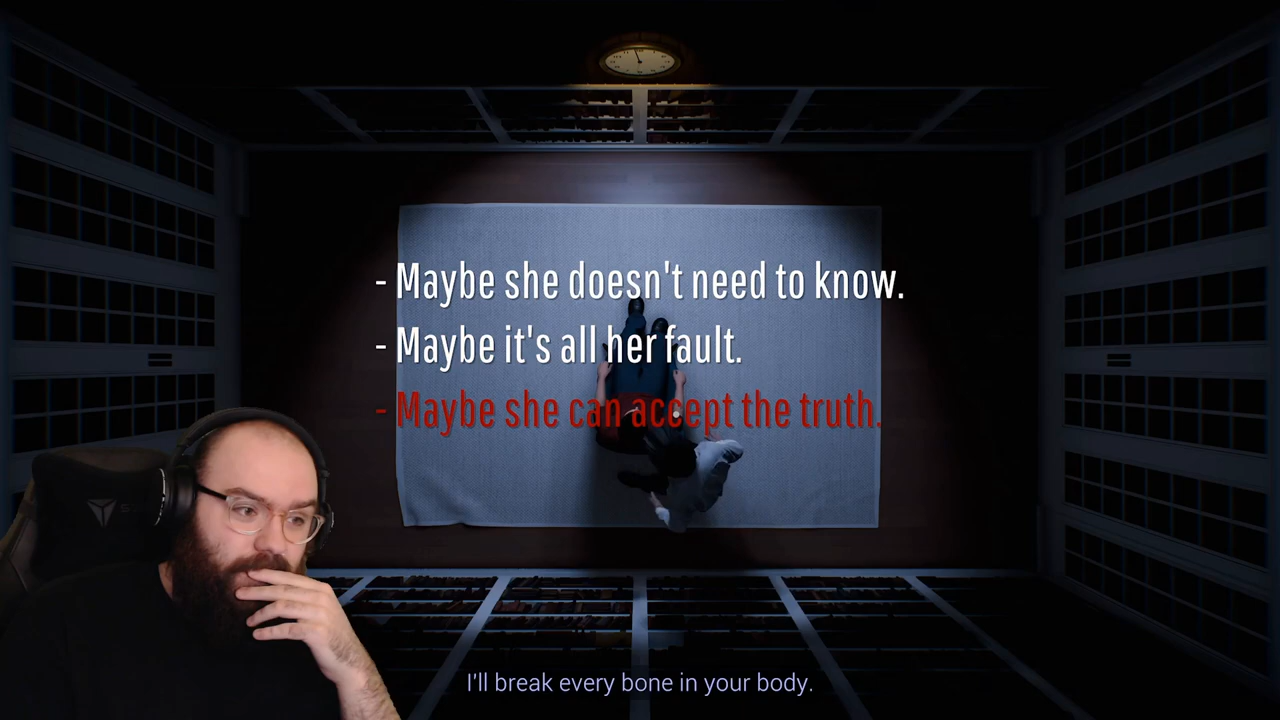 - Maybe she doesn't need to know.
- Maybe it's all her fault.
- Maybe she can accept the truth.
I'll break every bone in your body.